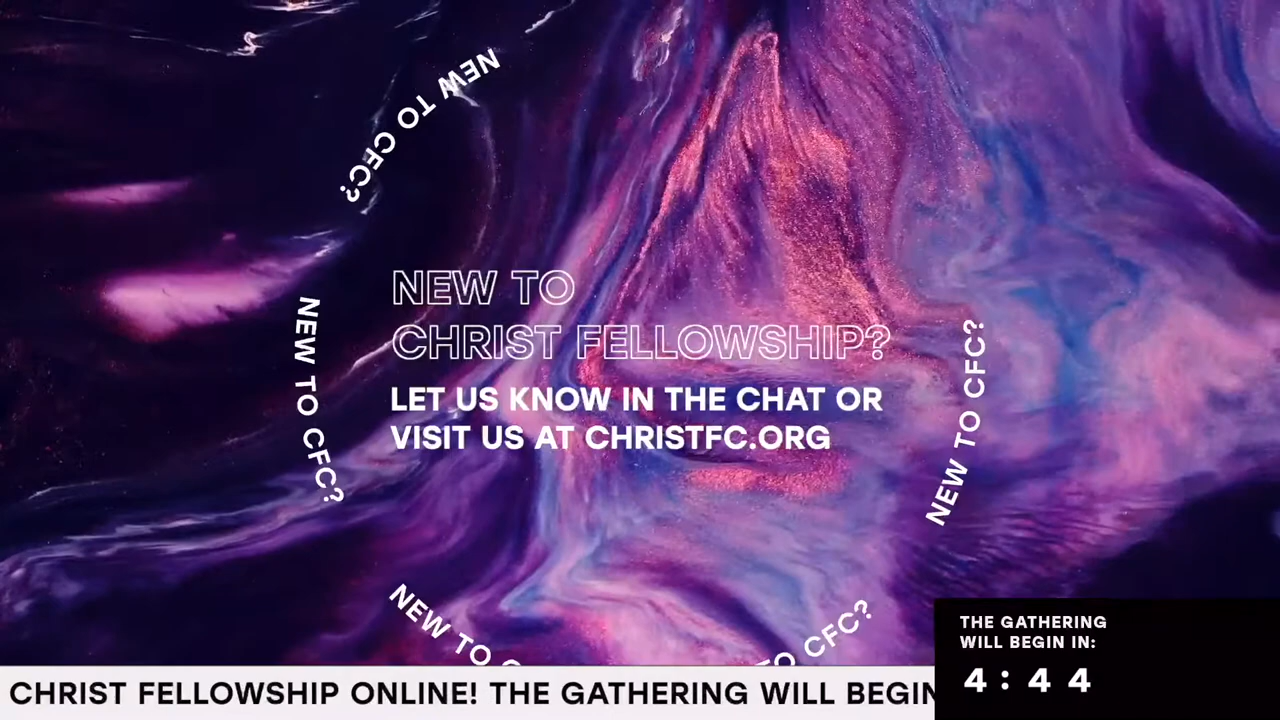 NEW TO CFC?
NEW TO
CHRIST FELLOWSHIP?
LET US KNOW IN THE CHAT OR
VISIT US AT CHRISTFC.ORG
NEW TO CFC?
NEW TO CFC?
NEW TO
TO CFC?
THE GATHERING
WILL BEGIN IN:
4:44
CHRIST FELLOWSHIP ONLINE! THE GATHERING WILL BEGIN